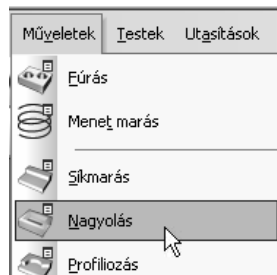 Műveletek Testek Utasítások
Fúrás
Menet marás
Síkmarás
Nagyolás
Profiliozás